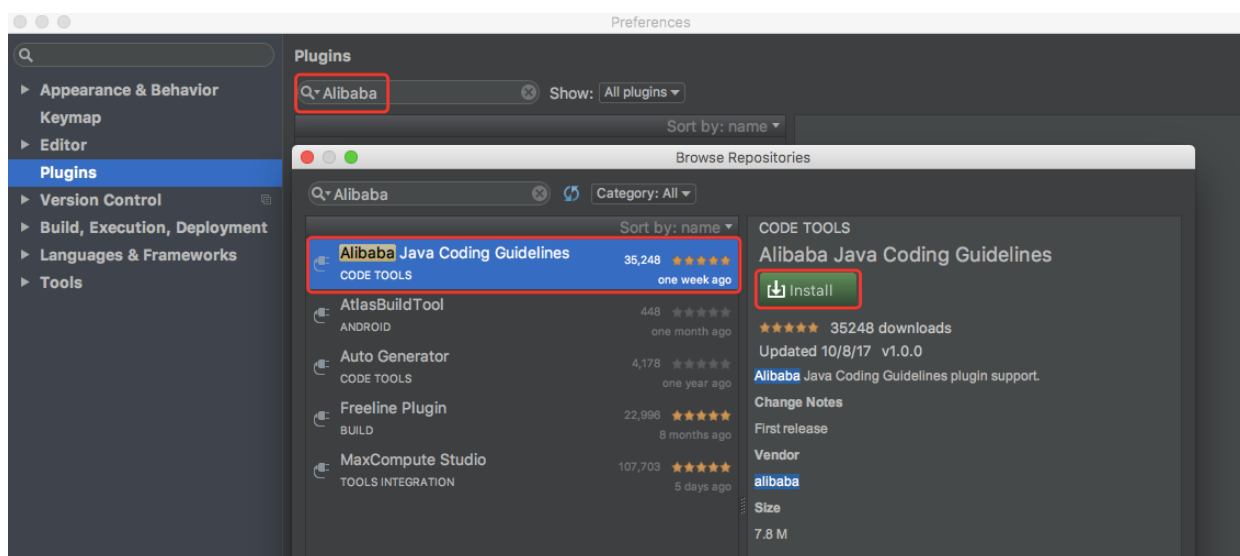 Preferences
Appearance & Behavior
Keymap
Editor
Plugins
Version Control
Build, Execution, Deployment
Languages & Frameworks
Tools
Plugins
Alibaba Show: All plugins
Sort by: name
Browse Repositories
Alibaba Category: All
Sort by: name
Alibaba Java Coding Guidelines 35,248
CODE TOOLS one week ago
AtlasBuildTool 448
ANDROID one month ago
Auto Generator 4,178
CODE TOOLS one year ago
Freeline Plugin 22,996
BUILD 8 months ago
MaxCompute Studio 107,703
TOOLS INTEGRATION 5 days ago
CODE TOOLS
Alibaba Java Coding Guidelines
Install
35248 downloads
Updated 10/8/17 v1.0.0
Alibaba Java Coding Guidelines plugin support.
Change Notes
First release
Vendor
alibaba
Size
7.8 M